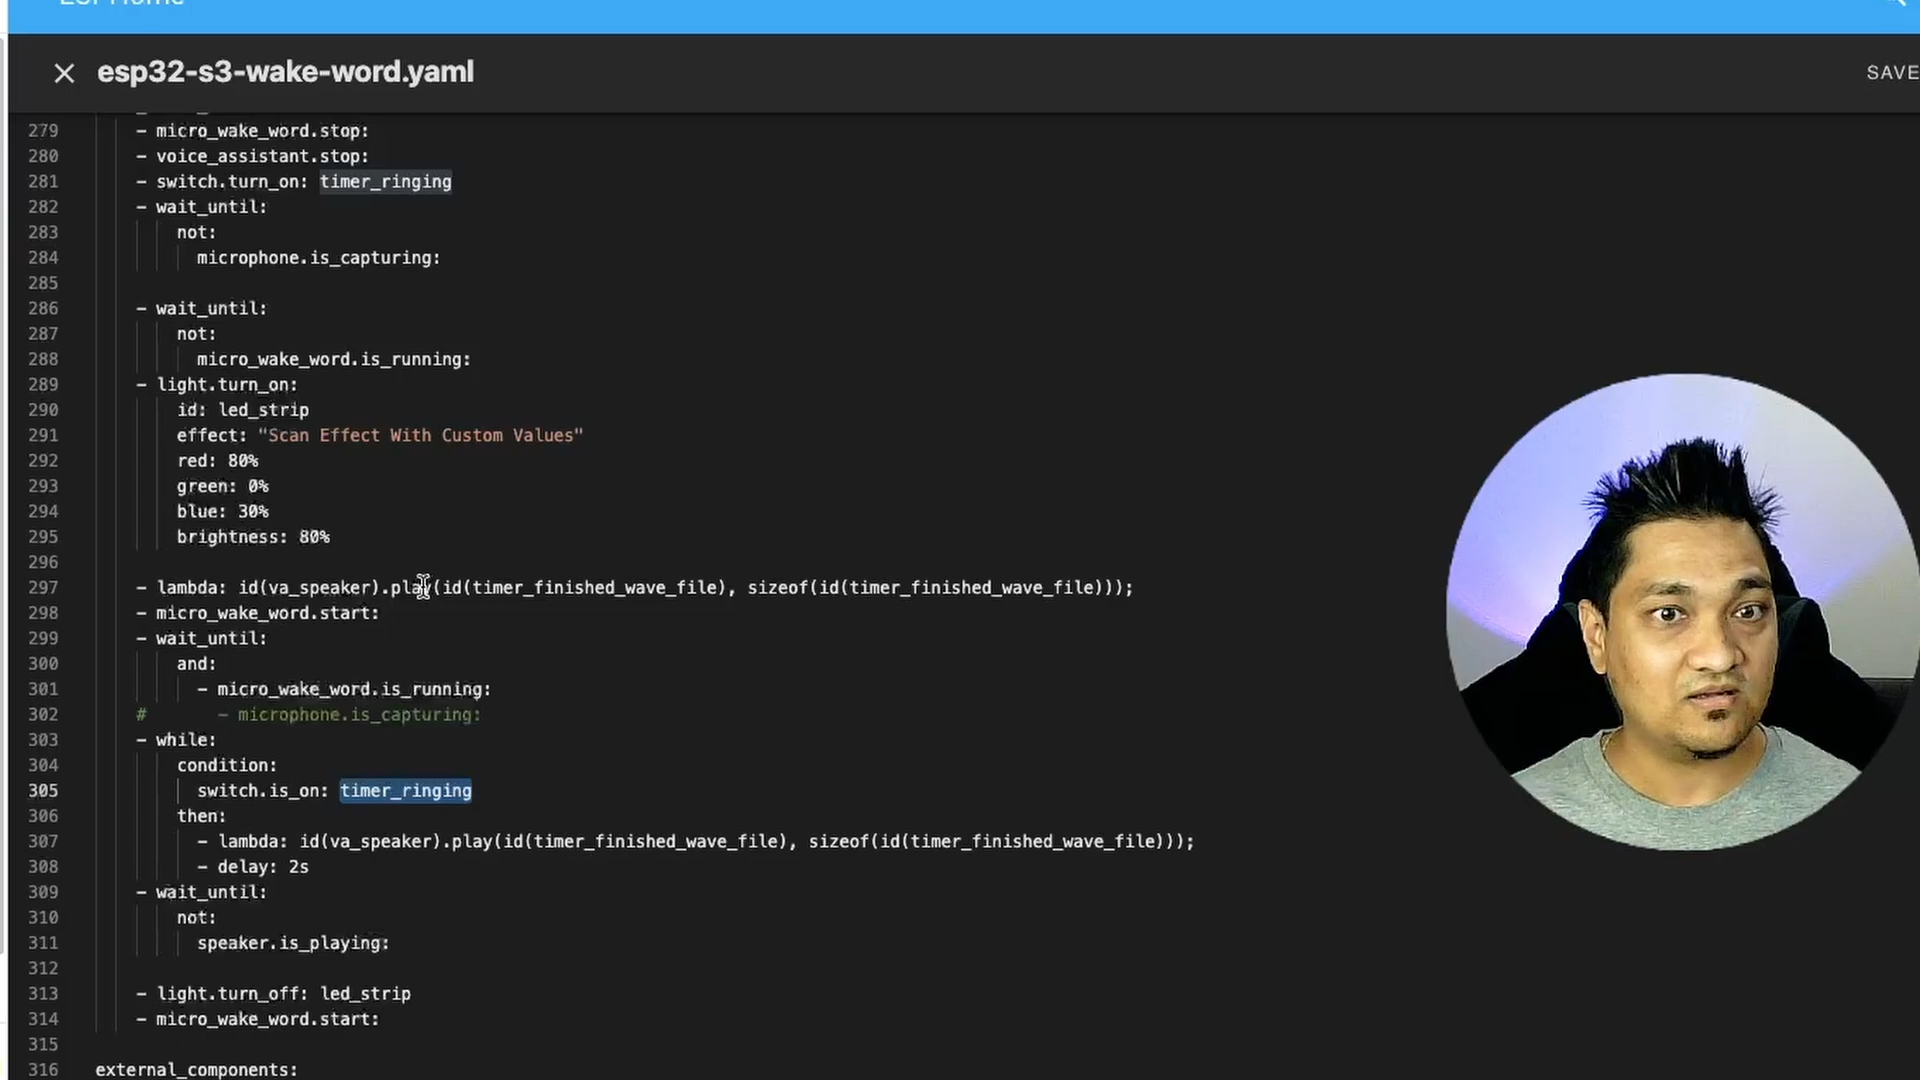 ESPHome
esp32-s3-wake-word.yaml
SAVE
279 - micro_wake_word.stop:
280 - voice_assistant.stop:
281 - switch.turn_on: timer_ringing
282 - wait_until:
283 not:
284 microphone.is_capturing:
285
286 - wait_until:
287 not:
288 micro_wake_word.is_running:
289 - light.turn_on:
290 id: led_strip
291 effect: "Scan Effect With Custom Values"
292 red: 80%
293 green: 0%
294 blue: 30%
295 brightness: 80%
296
297 - lambda: id(va_speaker).play(id(timer_finished_wave_file), sizeof(id(timer_finished_wave_file)));
298 - micro_wake_word.start:
299 - wait_until:
300 and:
301 - micro_wake_word.is_running:
302 # - microphone.is_capturing:
303 - while:
304 condition:
305 switch.is_on: timer_ringing
306 then:
307 - lambda: id(va_speaker).play(id(timer_finished_wave_file), sizeof(id(timer_finished_wave_file)));
308 - delay: 2s
309 - wait_until:
310 not:
311 speaker.is_playing:
312
313 - light.turn_off: led_strip
314 - micro_wake_word.start:
315
316 external_components: